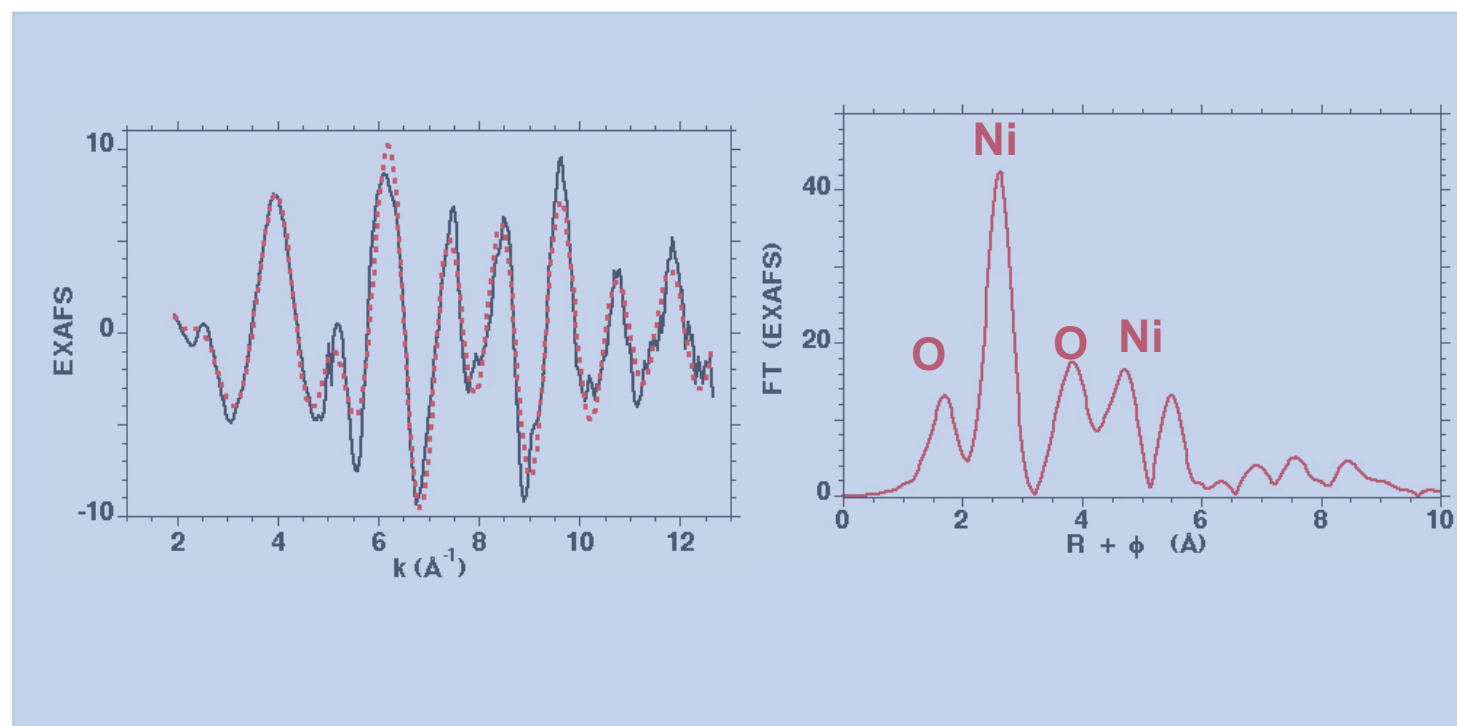 EXAFS
10
0
-10
2 4 6 8 10 12
k (Å⁻¹)
FT (EXAFS)
40
20
0
Ni
O
O
Ni
0 2 4 6 8 10
R + ϕ (Å)